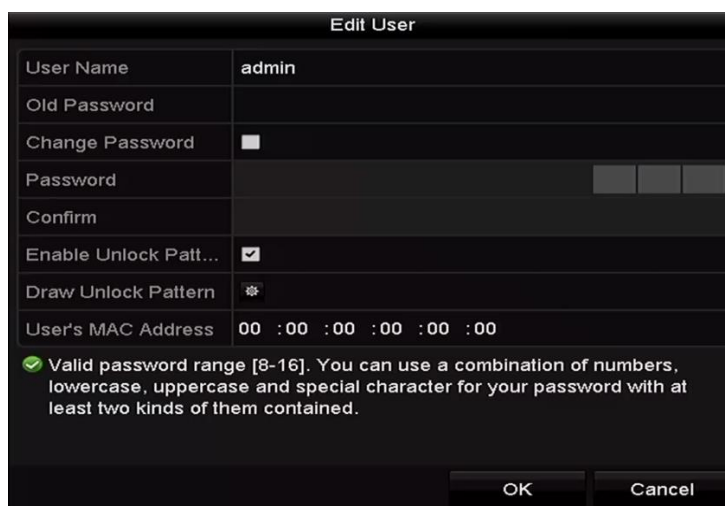 Edit User
User Name admin
Old Password
Change Password
Password
Confirm
Enable Unlock Patt...
Draw Unlock Pattern
User's MAC Address 00 :00 :00 :00 :00 :00
Valid password range [8-16]. You can use a combination of numbers,
lowercase, uppercase and special character for your password with at
least two kinds of them contained.
OK Cancel